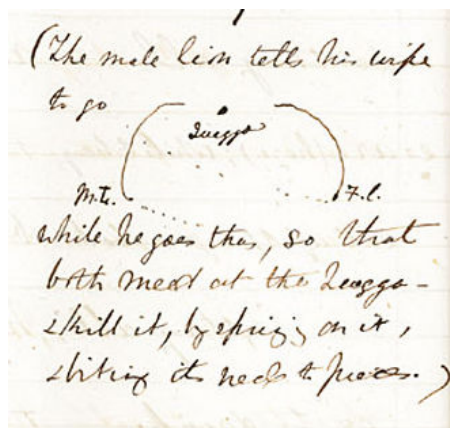 (The male lion tells his wife
to go
Quagga
M.L. F.L.
while he goes thus, so that
both meet at the Quagga -
& kill it, by springing on it,
& biting its neck to pieces.)